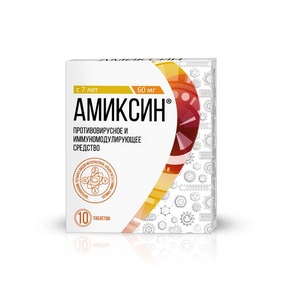 с 7 лет
60 мг
АМИКСИН®
ПРОТИВОВИРУСНОЕ И
ИММУНОМОДУЛИРУЮЩЕЕ
СРЕДСТВО
10 таблеток